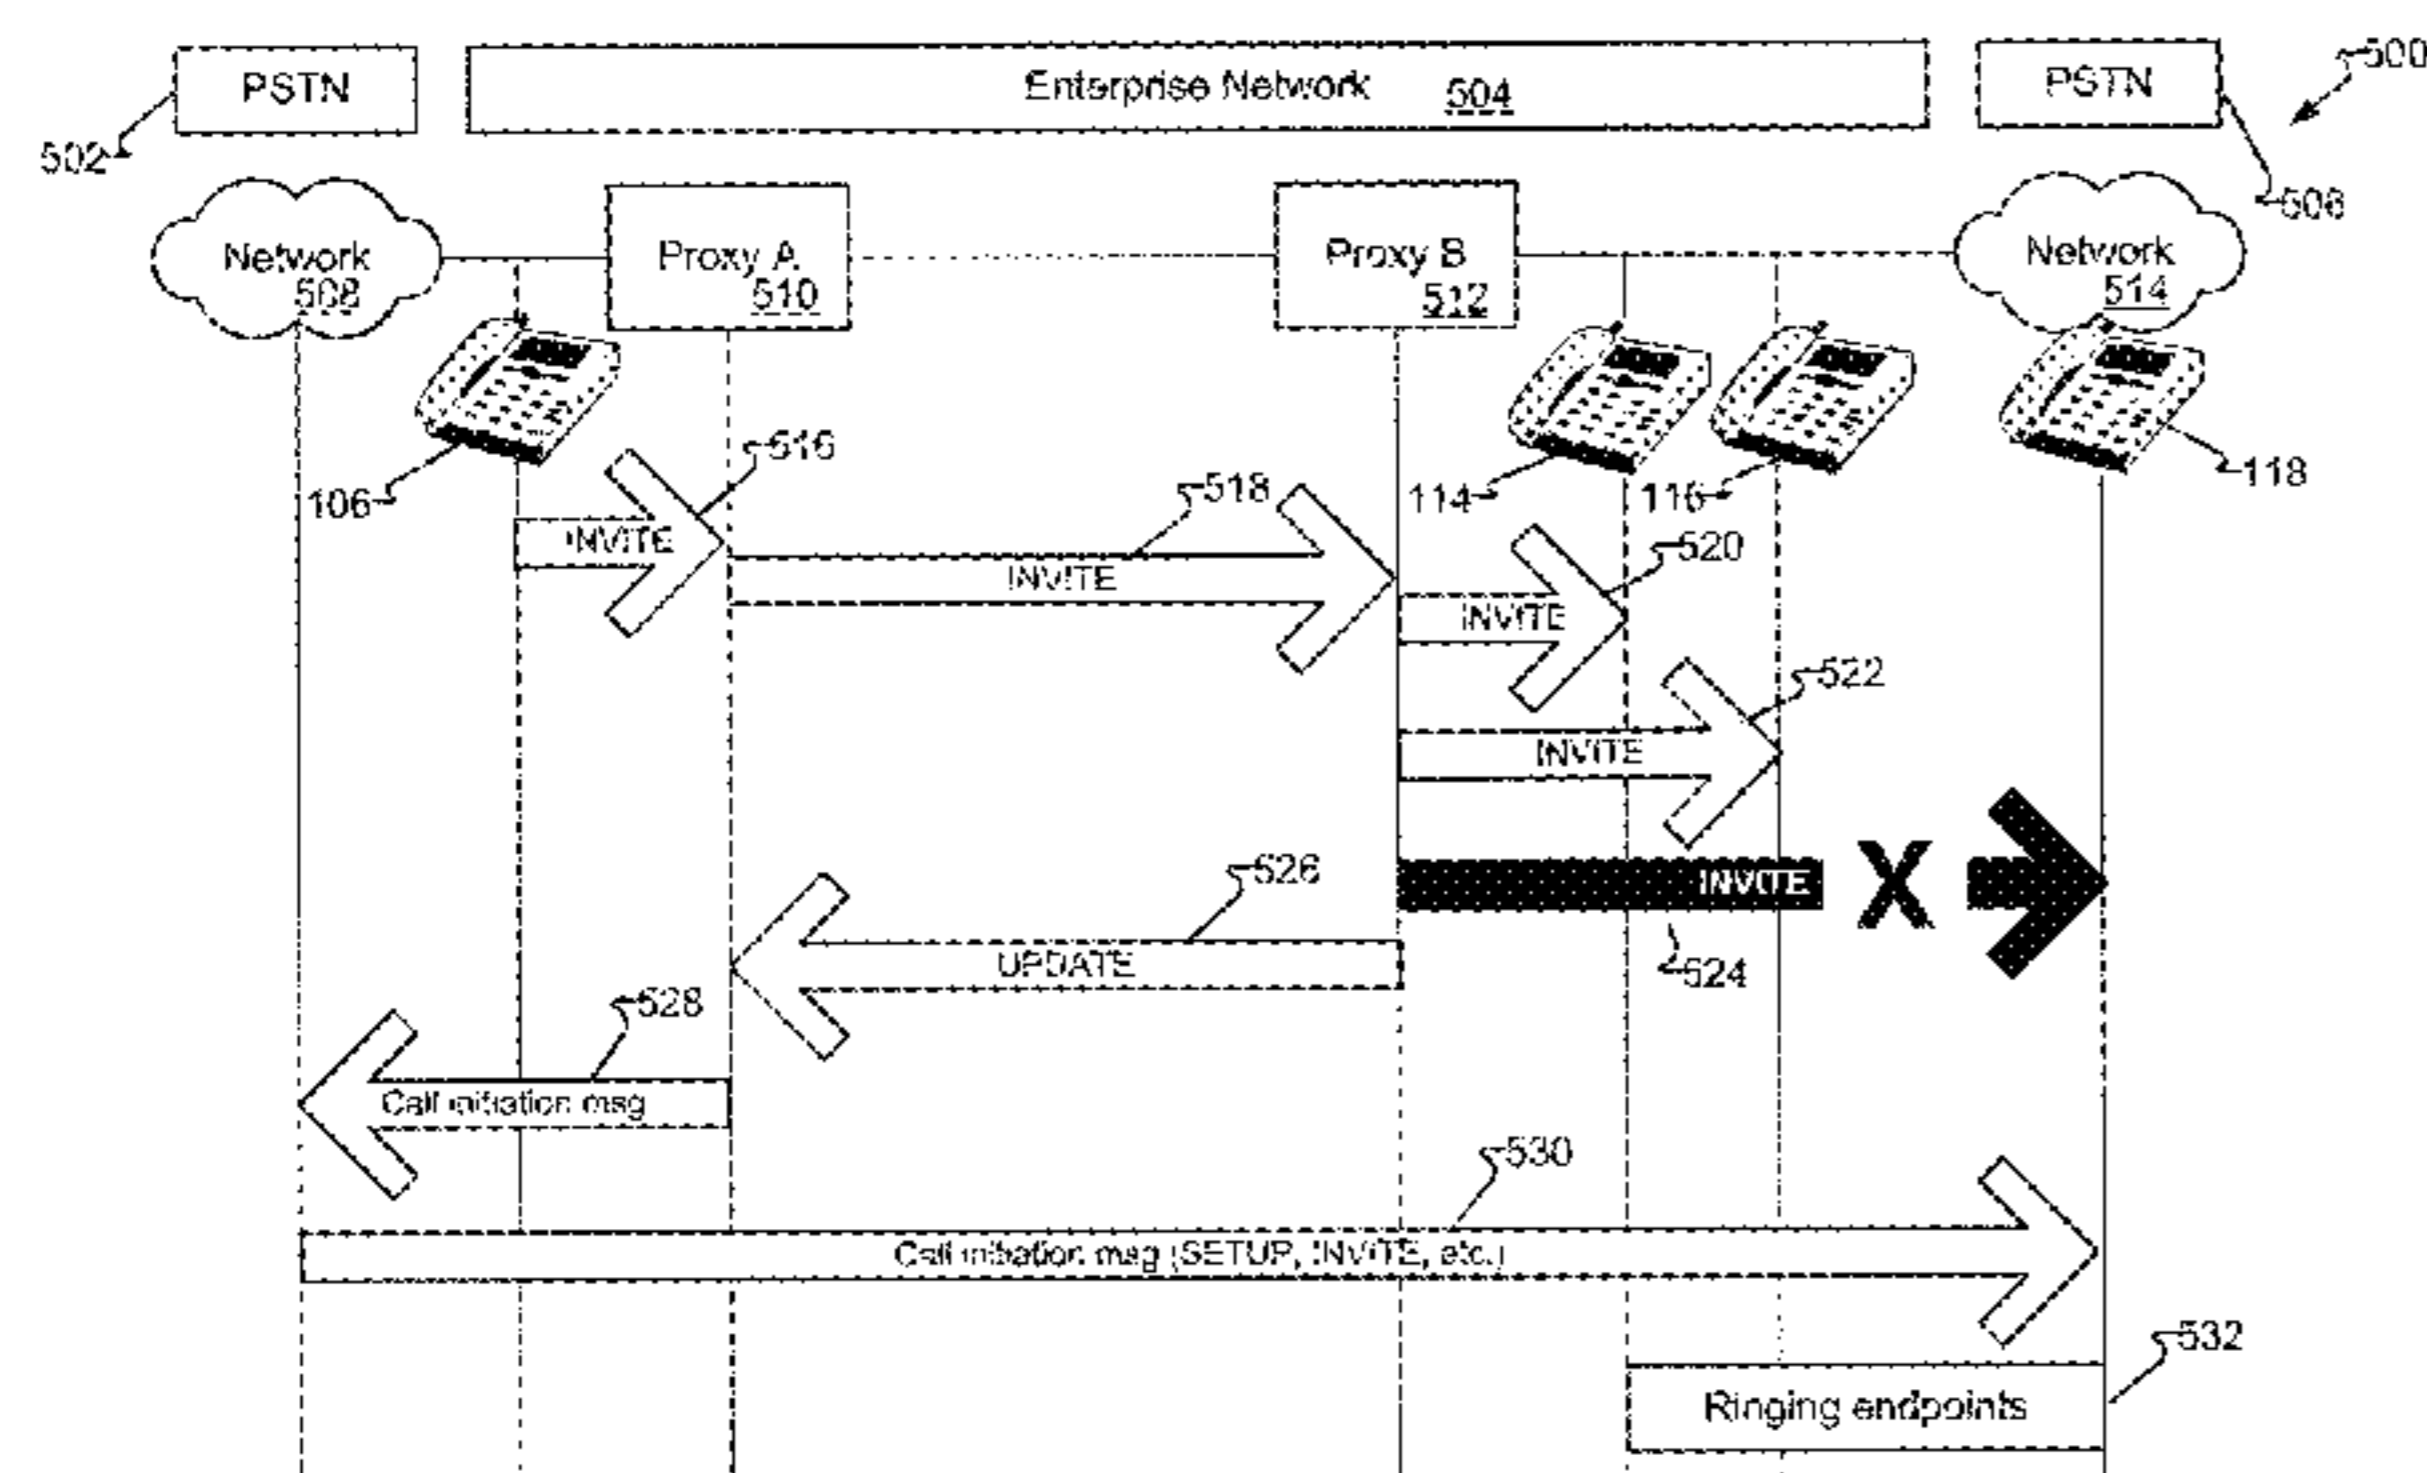 PSTN
Enterprise Network 504
PSTN
500
502
506
Network
508
Proxy A
510
Proxy B
512
Network
514
106
516
518
114
116
118
INVITE
INVITE
520
INVITE
522
INVITE
INVITE
X
524
526
UPDATE
528
Call initiation msg
530
Call initiation msg (SETUP, INVITE, etc.)
532
Ringing endpoints